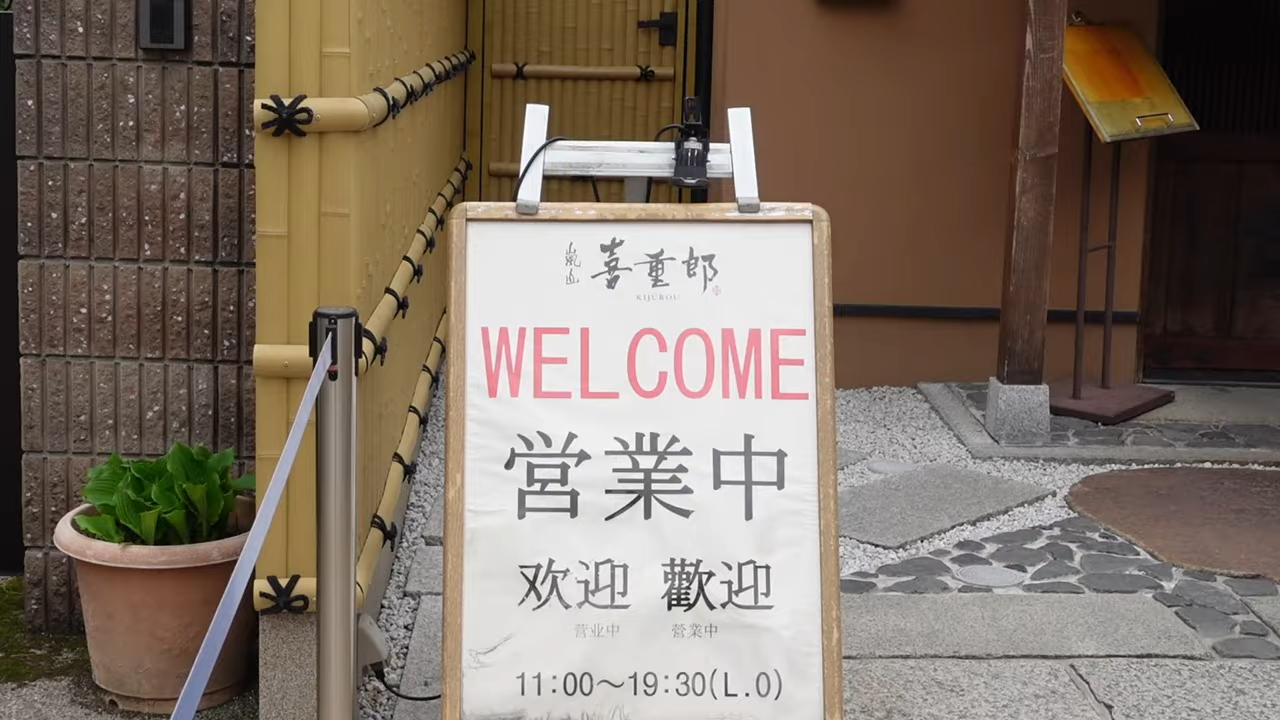 嵐山 喜重郎
KIJUROU
WELCOME
営業中
欢迎 歡迎
营业中 營業中
11:00～19:30(L.O)